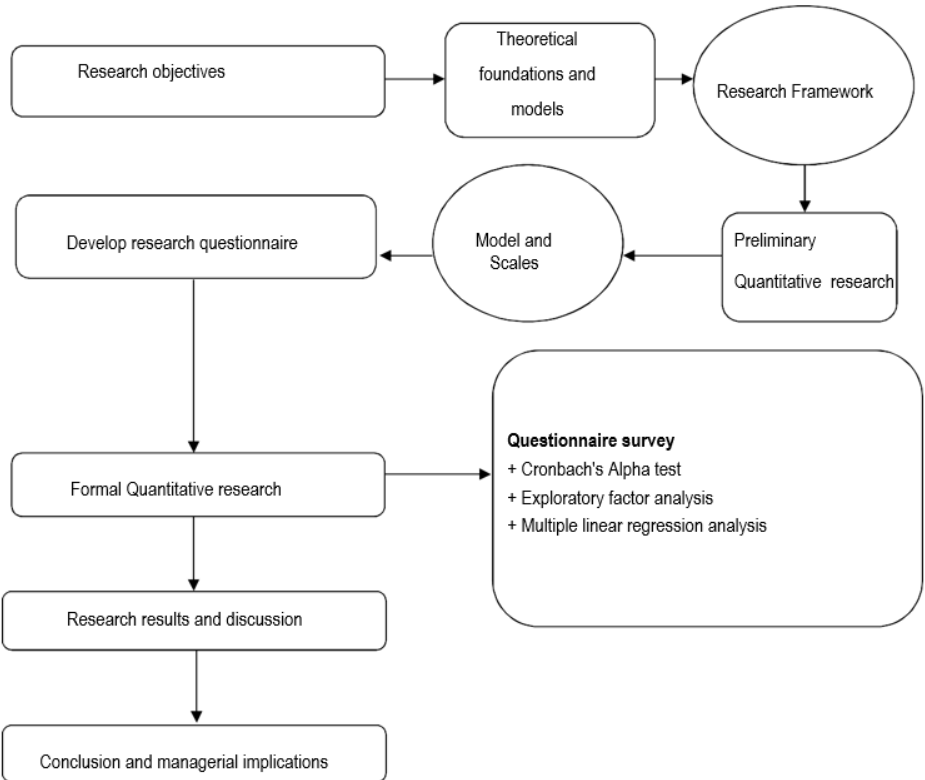 Research objectives
Theoretical
foundations and
models
Research Framework
Preliminary
Quantitative research
Model and
Scales
Develop research questionnaire
Formal Quantitative research
Questionnaire survey
+ Cronbach's Alpha test
+ Exploratory factor analysis
+ Multiple linear regression analysis
Research results and discussion
Conclusion and managerial implications